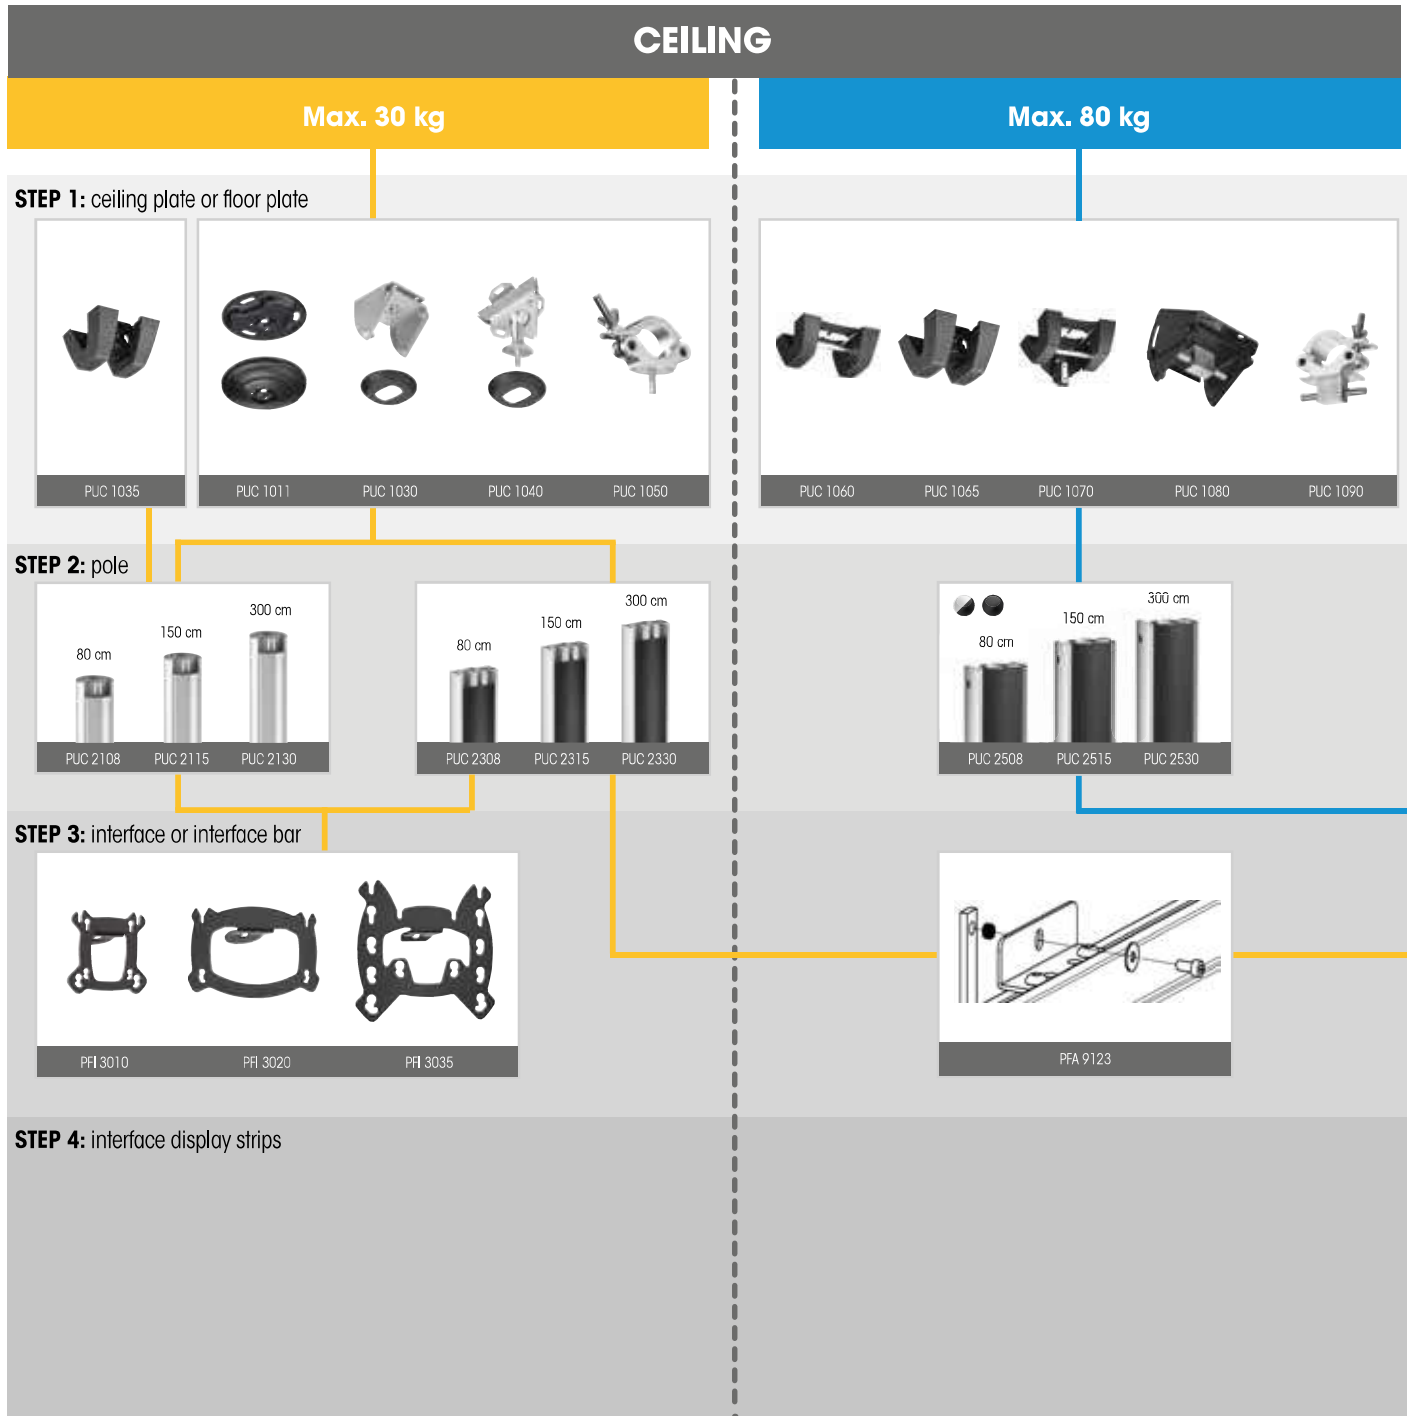 CEILING
Max. 30 kg
Max. 80 kg
STEP 1: ceiling plate or floor plate
PUC 1035
PUC 1011 PUC 1030 PUC 1040 PUC 1050
PUC 1060 PUC 1065 PUC 1070 PUC 1080 PUC 1090
STEP 2: pole
80 cm 150 cm 300 cm
PUC 2108 PUC 2115 PUC 2130
80 cm 150 cm 300 cm
PUC 2308 PUC 2315 PUC 2330
80 cm 150 cm 300 cm
PUC 2508 PUC 2515 PUC 2530
STEP 3: interface or interface bar
PFI 3010 PFI 3020 PFI 3035
PFA 9123
STEP 4: interface display strips